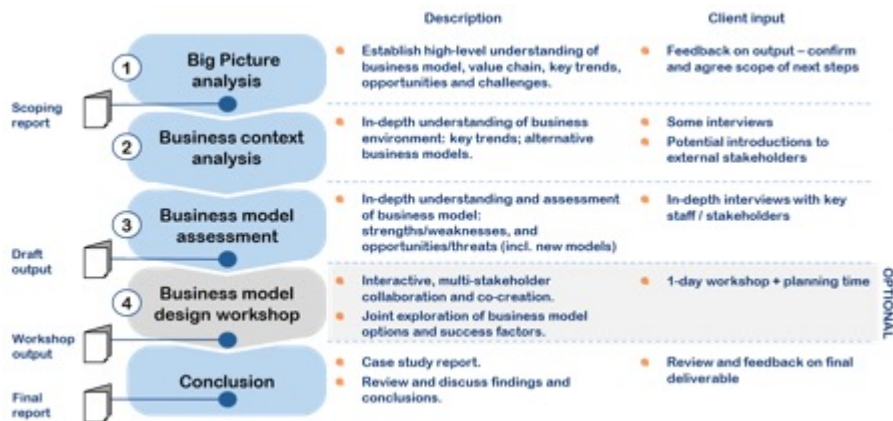 Description
Client input
1
Big Picture
analysis
Establish high-level understanding of
business model, value chain, key trends,
opportunities and challenges.
Feedback on output – confirm
and agree scope of next steps
Scoping
report
2
Business context
analysis
In-depth understanding of business
environment: key trends; alternative
business models.
Some interviews
Potential introductions to
external stakeholders
3
Business model
assessment
In-depth understanding and assessment
of business model:
strengths/weaknesses, and
opportunities/threats (incl. new models)
In-depth interviews with key
staff / stakeholders
Draft
output
4
Business model
design workshop
Interactive, multi-stakeholder
collaboration and co-creation.
Joint exploration of business model
options and success factors.
1-day workshop + planning time
OPTIONAL
Workshop
output
Conclusion
Case study report.
Review and discuss findings and
conclusions.
Review and feedback on final
deliverable
Final
report